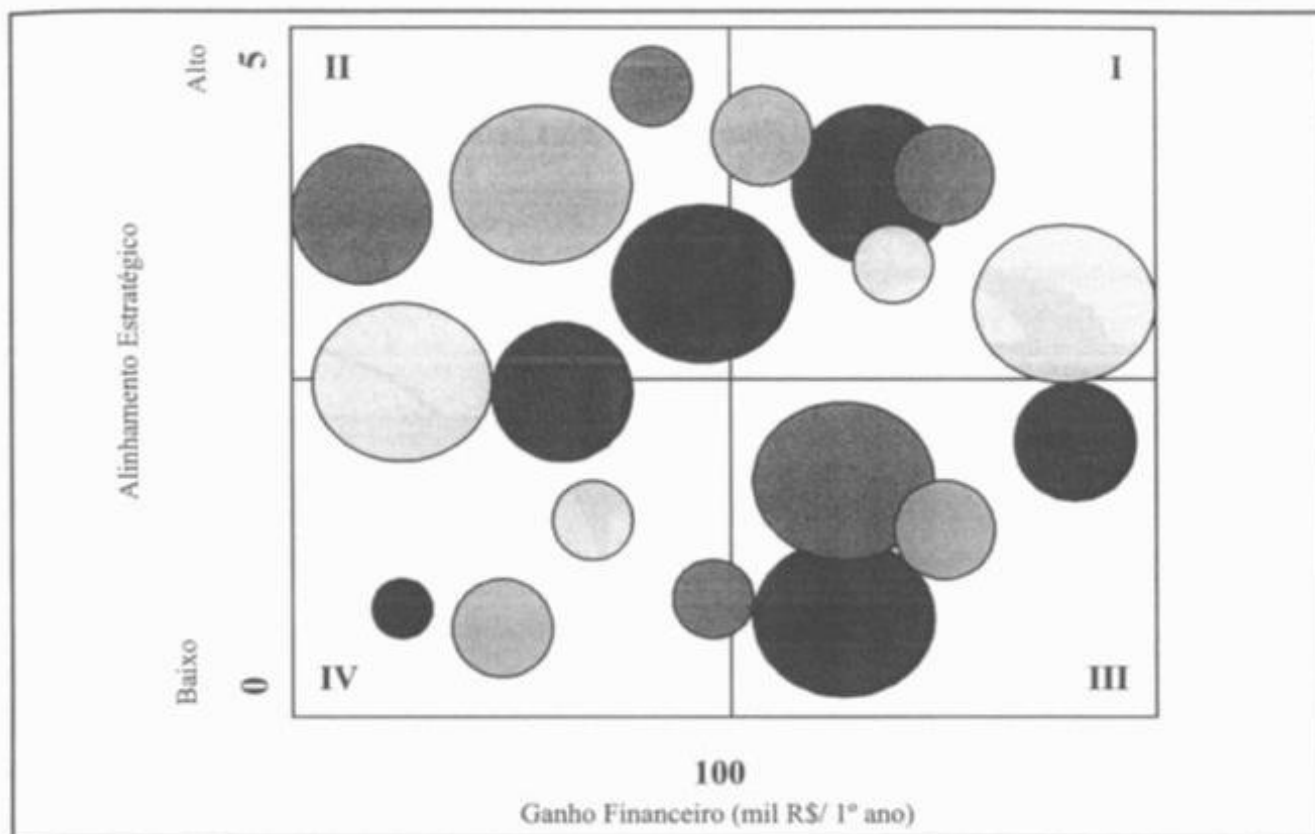 Alto
5
II
I
Alinhamento Estratégico
Baixo
0
IV
III
100
Ganho Financeiro (mil R$/ 1º ano)